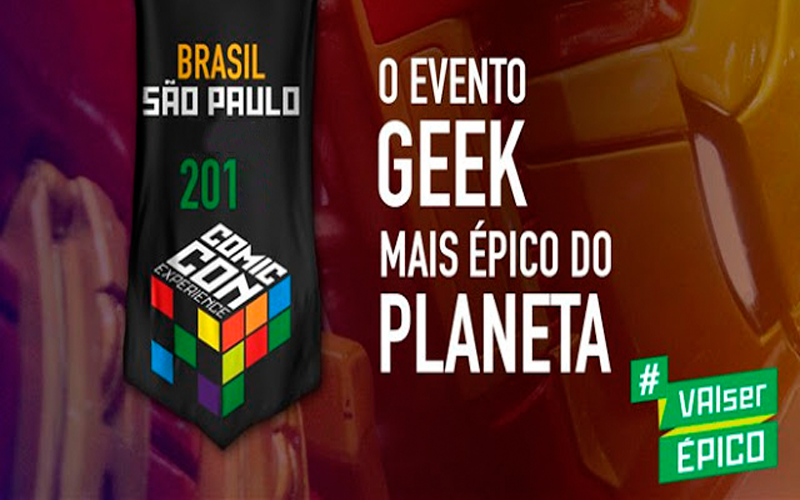 BRASIL
SÃO PAULO
201
COMIC
CON
EXPERIENCE
O EVENTO
GEEK
MAIS ÉPICO DO
PLANETA
#
VAIser
ÉPICO